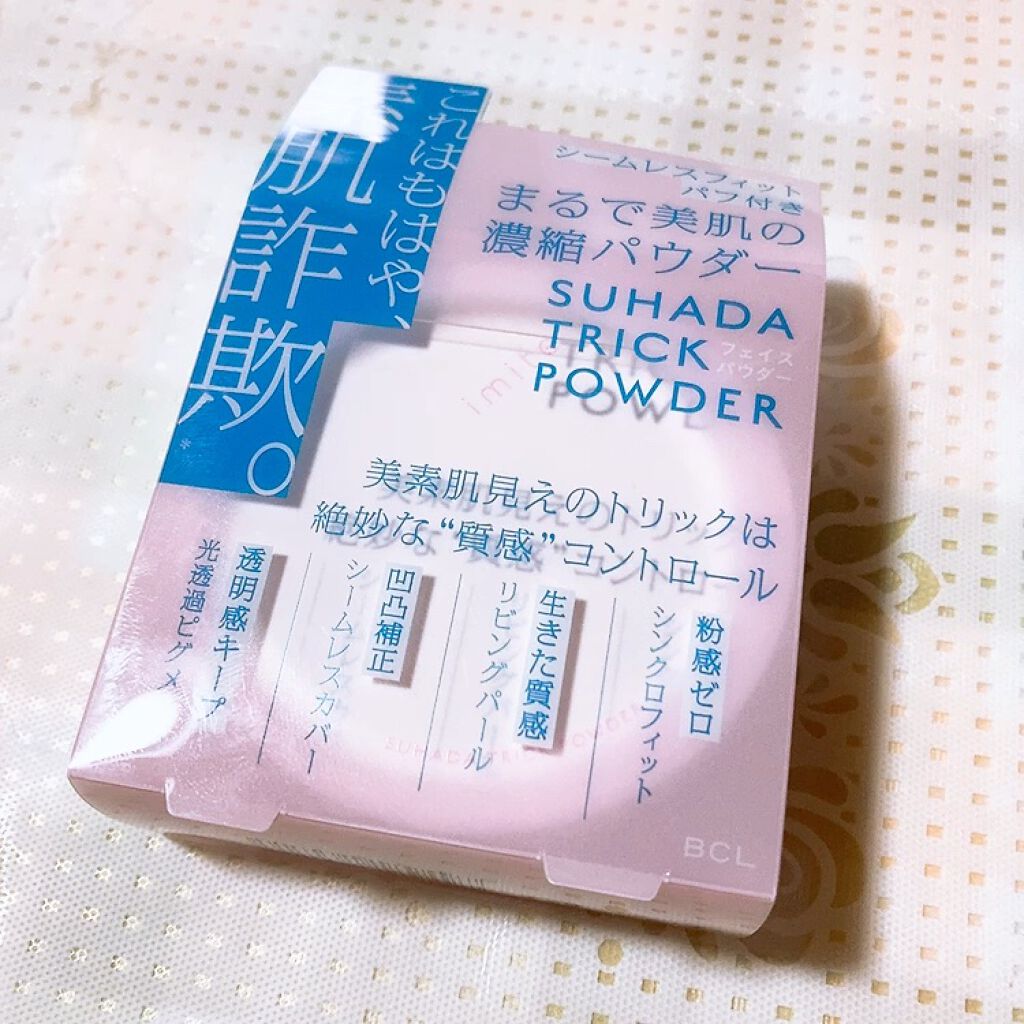 これはもはや、
素肌詐欺。
*
シームレスフィット
パフ付き
まるで美肌の
濃縮パウダー
SUHADA
TRICK
POWDER
フェイス
パウダー
美素肌見えのトリックは
絶妙な“質感”コントロール
粉感ゼロ
シンクロフィット
生きた質感
リビングパール
凹凸補正
シームレスカバー
透明感キープ
光透過ピグメ
SUHADA TRICK POWDER
BCL